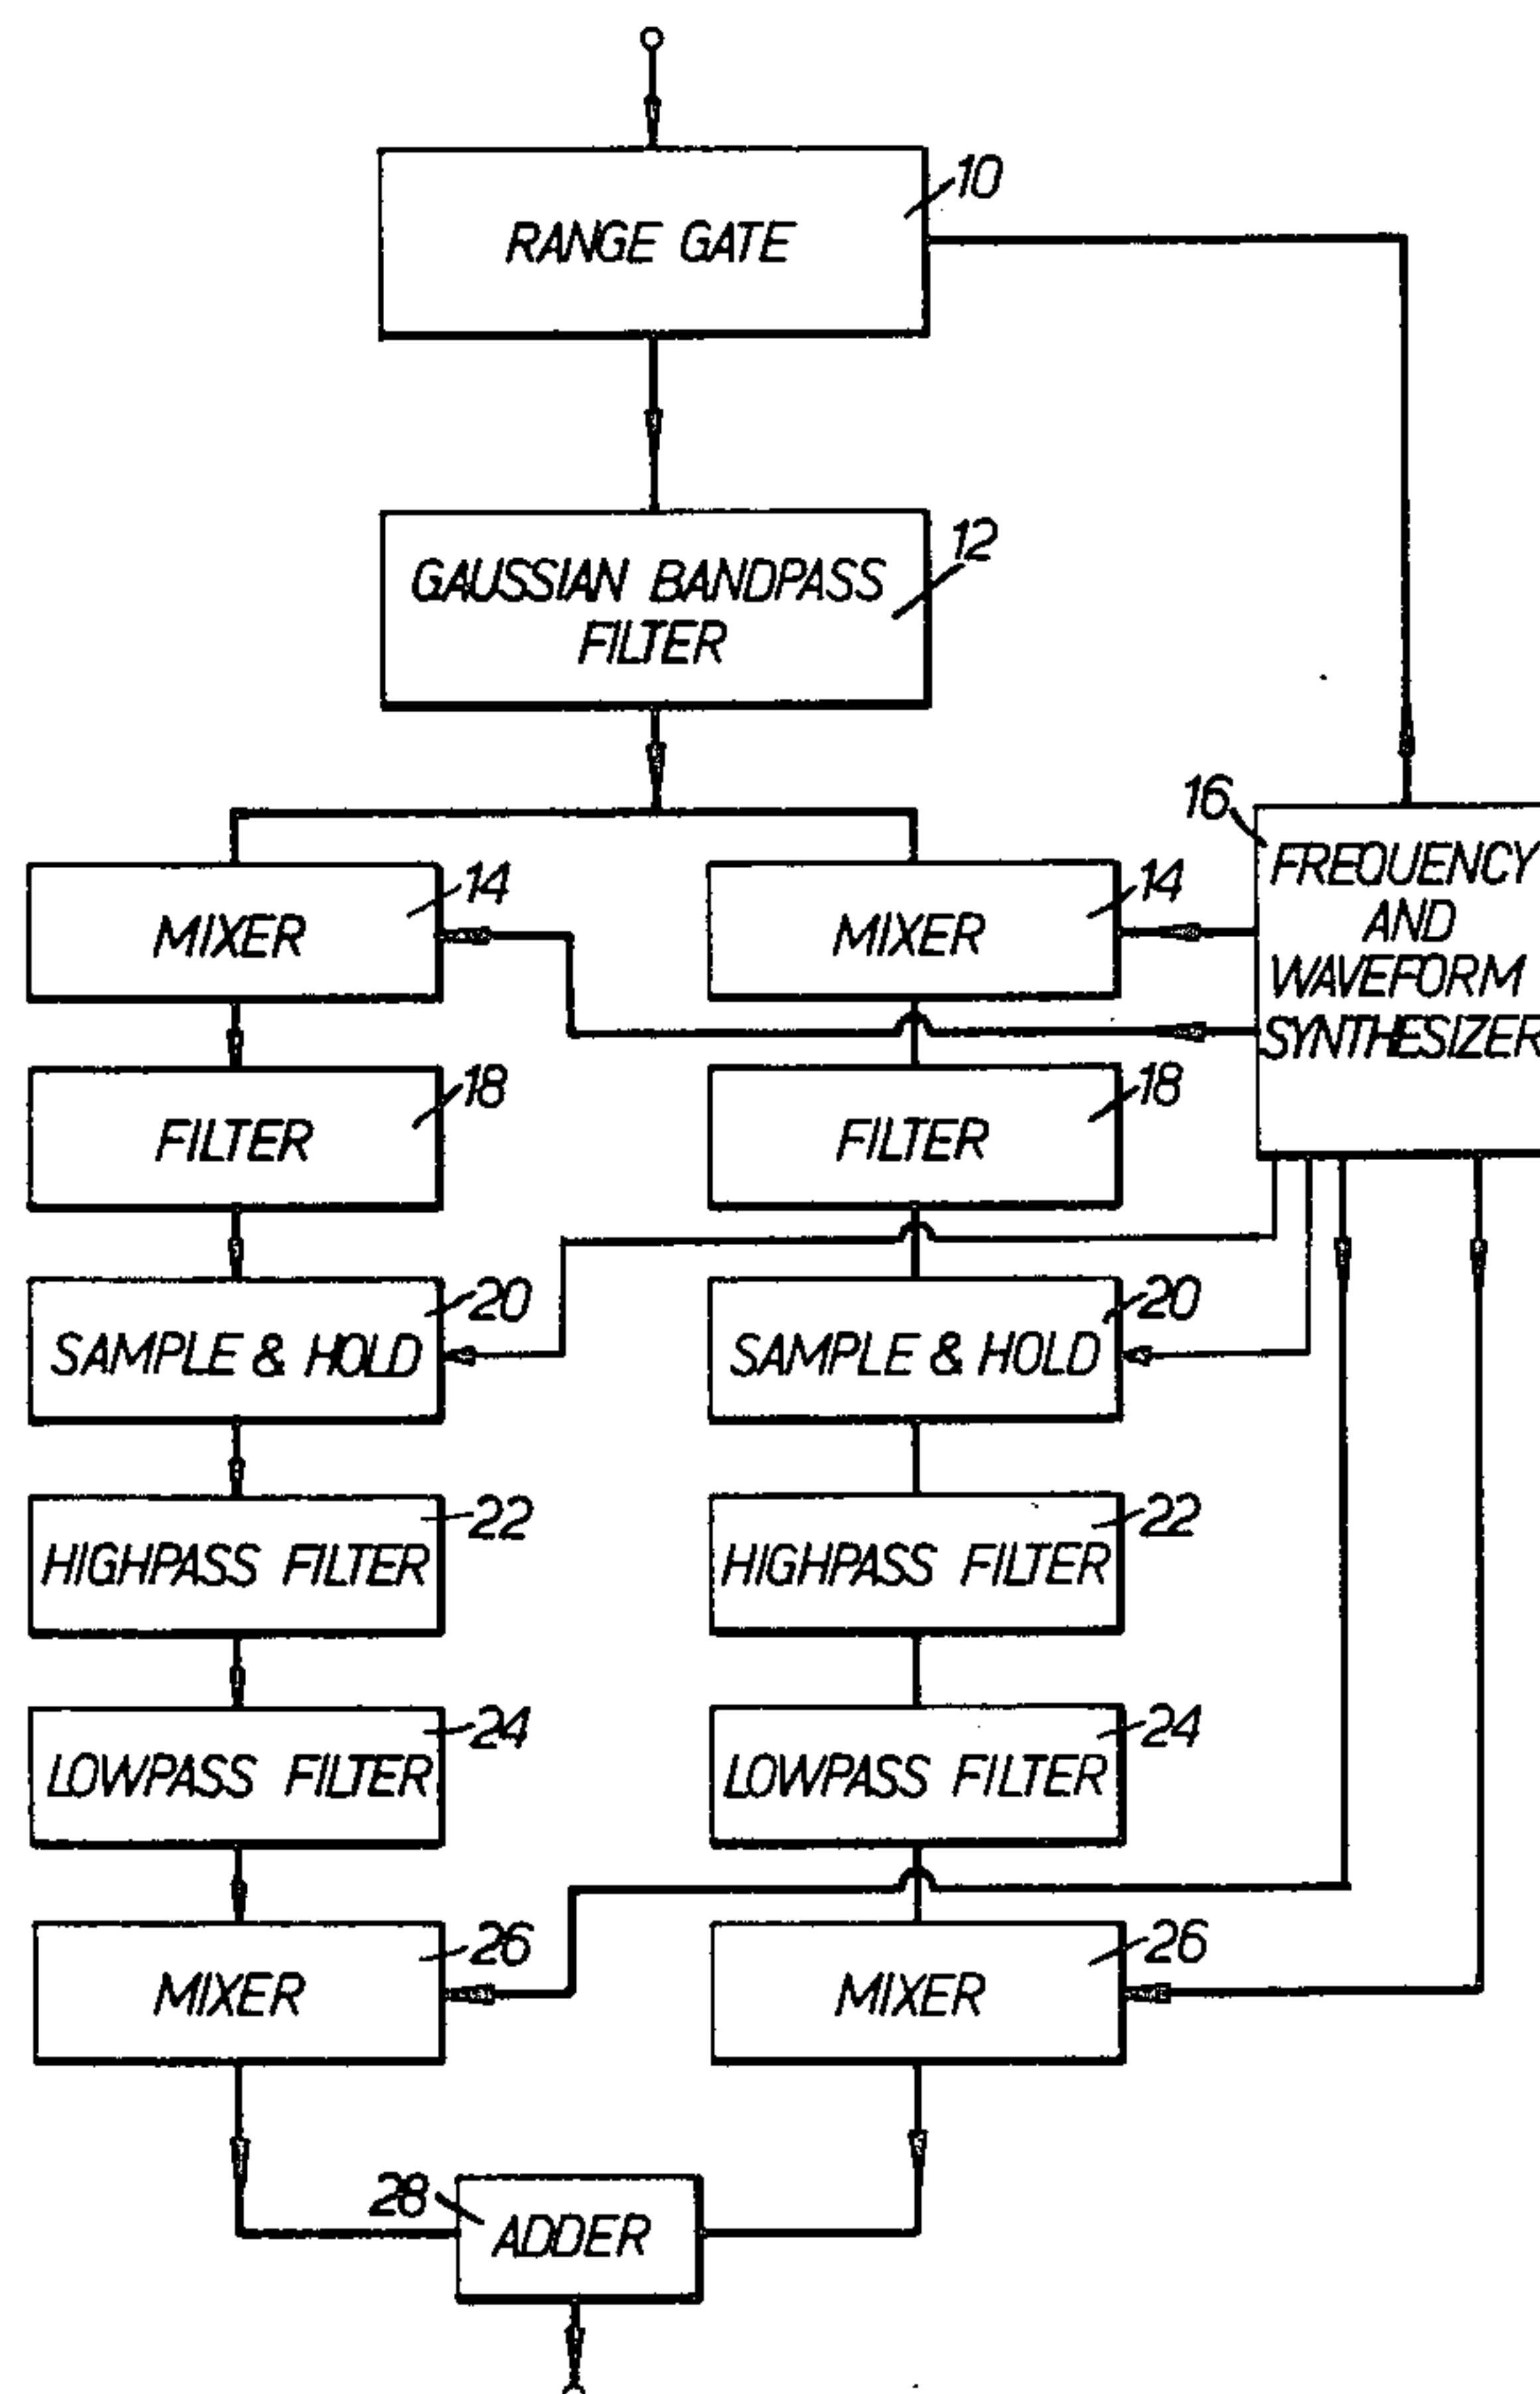 10
RANGE GATE
12
GAUSSIAN BANDPASS
FILTER
14
MIXER
14
MIXER
16
FREQUENCY
AND
WAVEFORM
SYNTHESIZER
18
FILTER
18
FILTER
20
SAMPLE & HOLD
20
SAMPLE & HOLD
22
HIGHPASS FILTER
22
HIGHPASS FILTER
24
LOWPASS FILTER
24
LOWPASS FILTER
26
MIXER
26
MIXER
28
ADDER